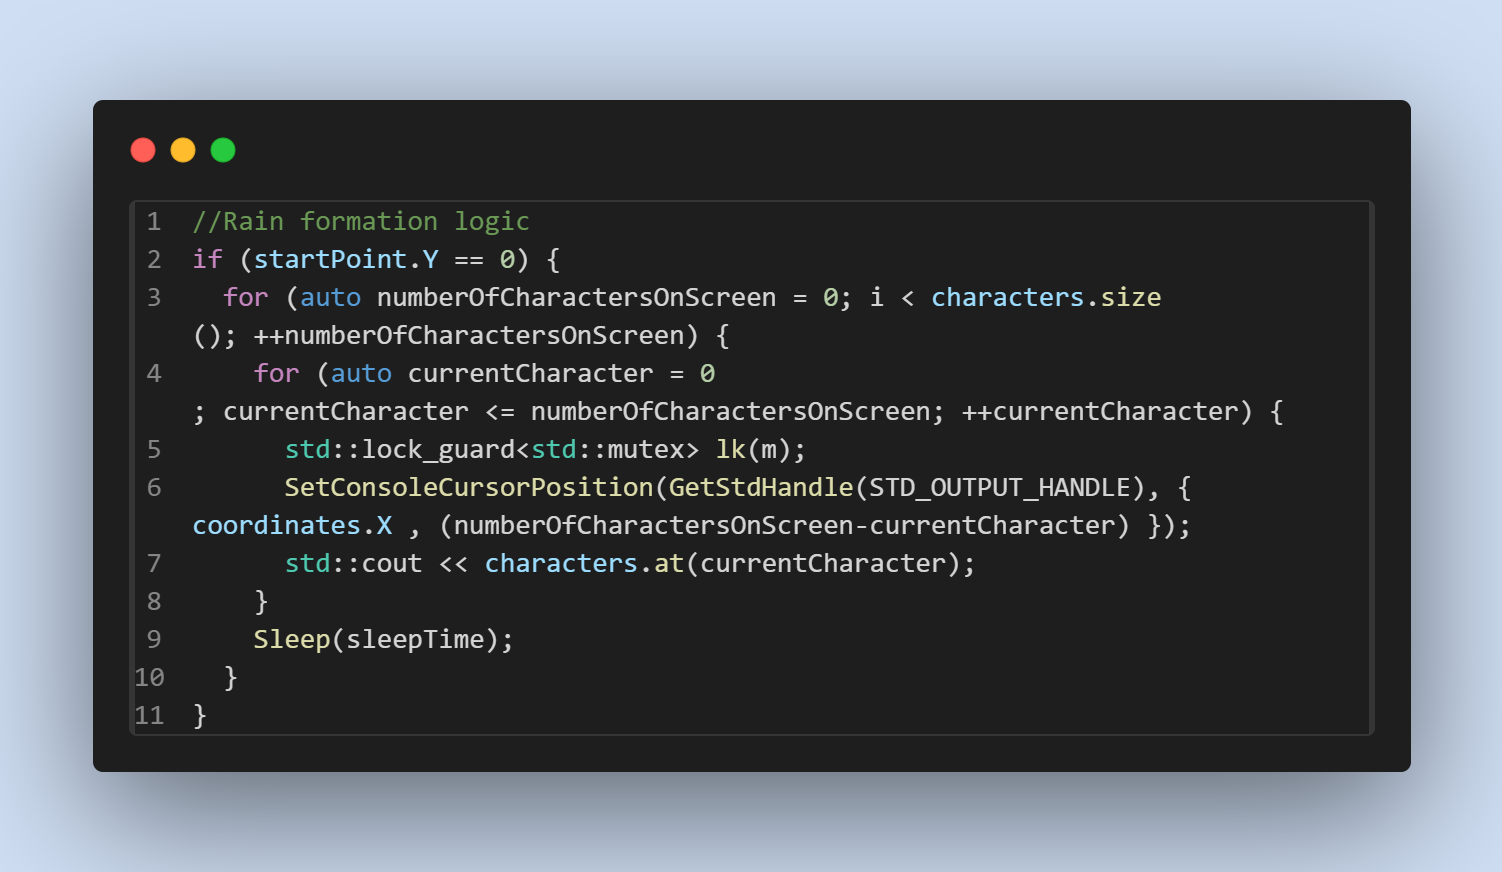 1 //Rain formation logic
2 if (startPoint.Y == 0) {
3   for (auto numberOfCharactersOnScreen = 0; i < characters.size
(); ++numberOfCharactersOnScreen) {
4     for (auto currentCharacter = 0
; currentCharacter <= numberOfCharactersOnScreen; ++currentCharacter) {
5       std::lock_guard<std::mutex> lk(m);
6       SetConsoleCursorPosition(GetStdHandle(STD_OUTPUT_HANDLE), {
coordinates.X , (numberOfCharactersOnScreen-currentCharacter) });
7       std::cout << characters.at(currentCharacter);
8     }
9     Sleep(sleepTime);
10   }
11 }